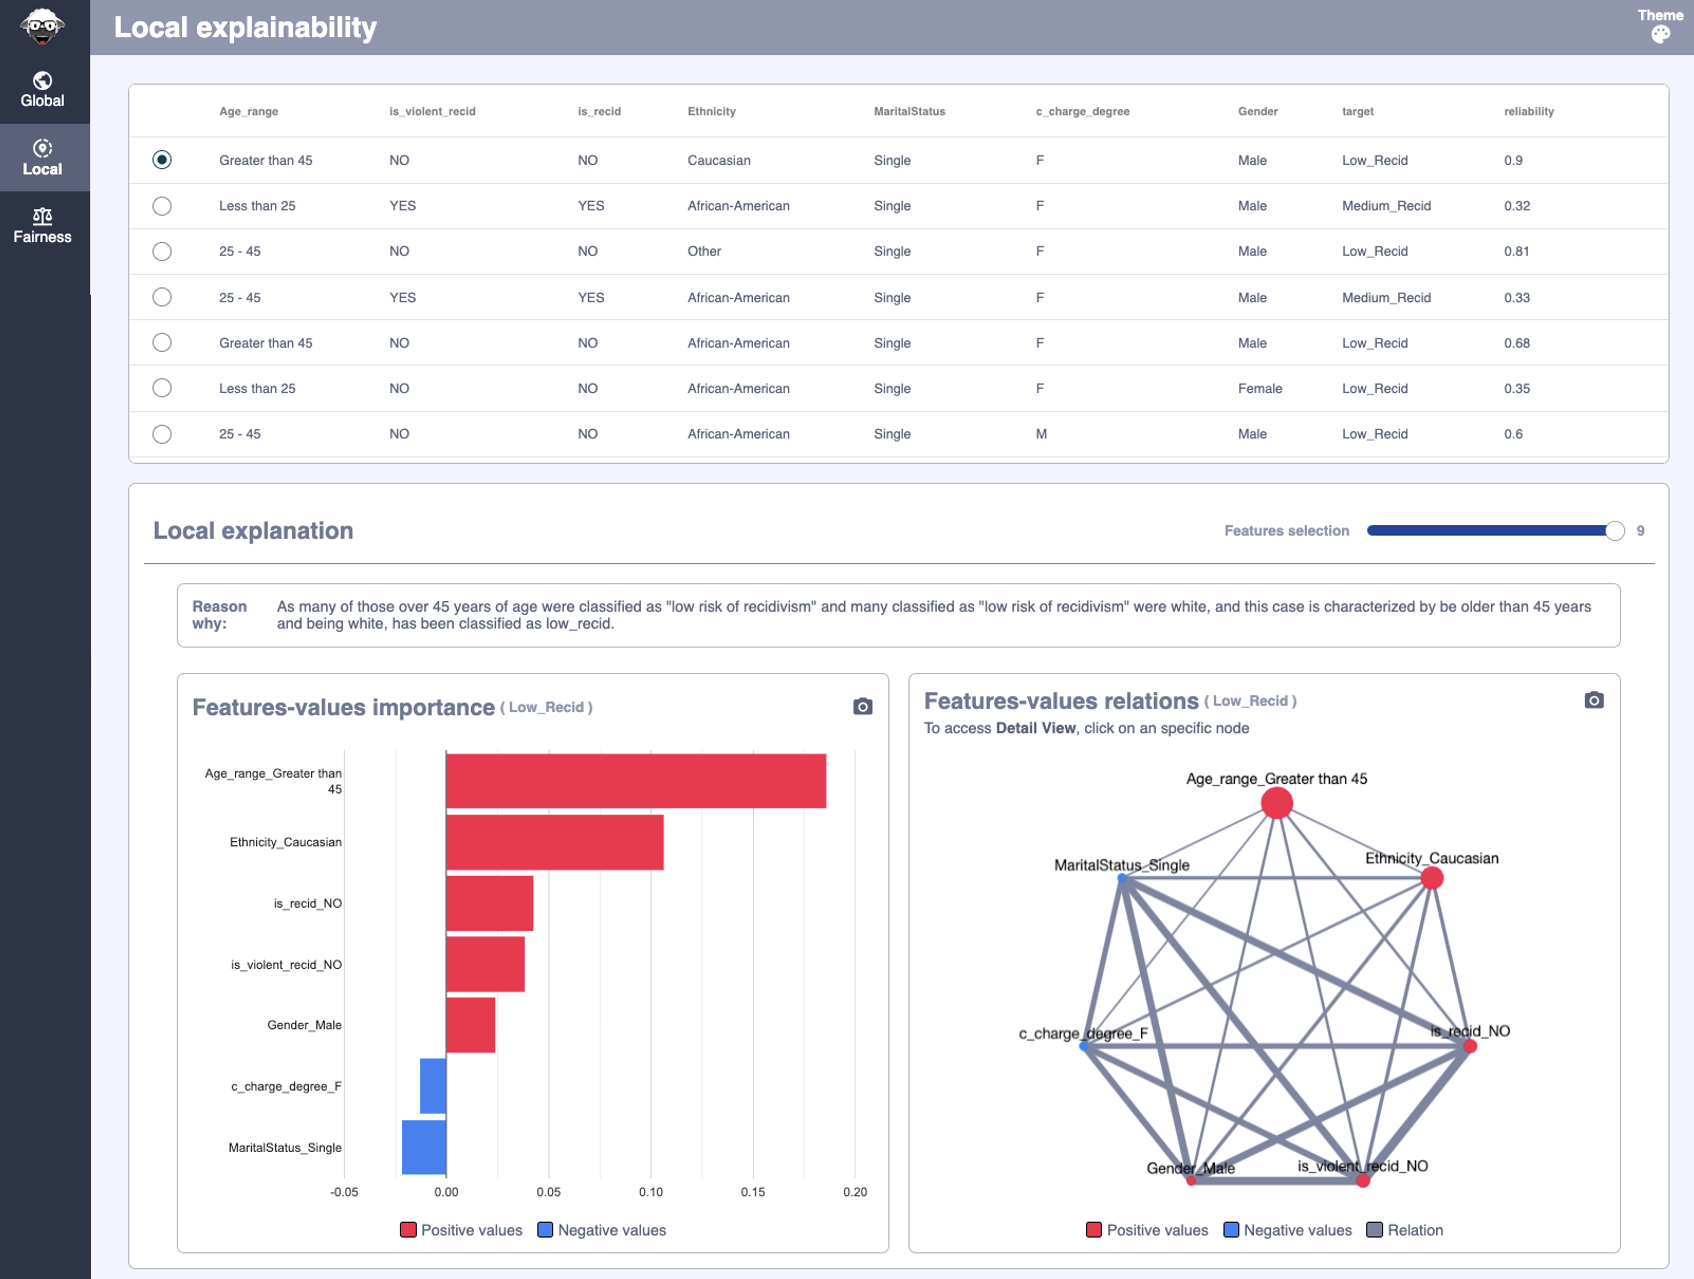 Local explainability
Theme
Global
Local
Fairness
Age_range is_violent_recid is_recid Ethnicity MaritalStatus c_charge_degree Gender target reliability
Greater than 45 NO NO Caucasian Single F Male Low_Recid 0.9
Less than 25 YES YES African-American Single F Male Medium_Recid 0.32
25 - 45 NO NO Other Single F Male Low_Recid 0.81
25 - 45 YES YES African-American Single F Male Medium_Recid 0.33
Greater than 45 NO NO African-American Single F Male Low_Recid 0.68
Less than 25 NO NO African-American Single F Female Low_Recid 0.35
25 - 45 NO NO African-American Single M Male Low_Recid 0.6
Local explanation
Features selection 9
Reason why:
As many of those over 45 years of age were classified as "low risk of recidivism" and many classified as "low risk of recidivism" were white, and this case is characterized by be older than 45 years
and being white, has been classified as low_recid.
Features-values importance ( Low_Recid )
Age_range_Greater than
45
Ethnicity_Caucasian
is_recid_NO
is_violent_recid_NO
Gender_Male
c_charge_degree_F
MaritalStatus_Single
-0.05 0.00 0.05 0.10 0.15 0.20
Positive values Negative values
Features-values relations ( Low_Recid )
To access Detail View, click on an specific node
Age_range_Greater than 45
Ethnicity_Caucasian
MaritalStatus_Single
is_recid_NO
c_charge_degree_F
is_violent_recid_NO
Gender_Male
Positive values Negative values Relation